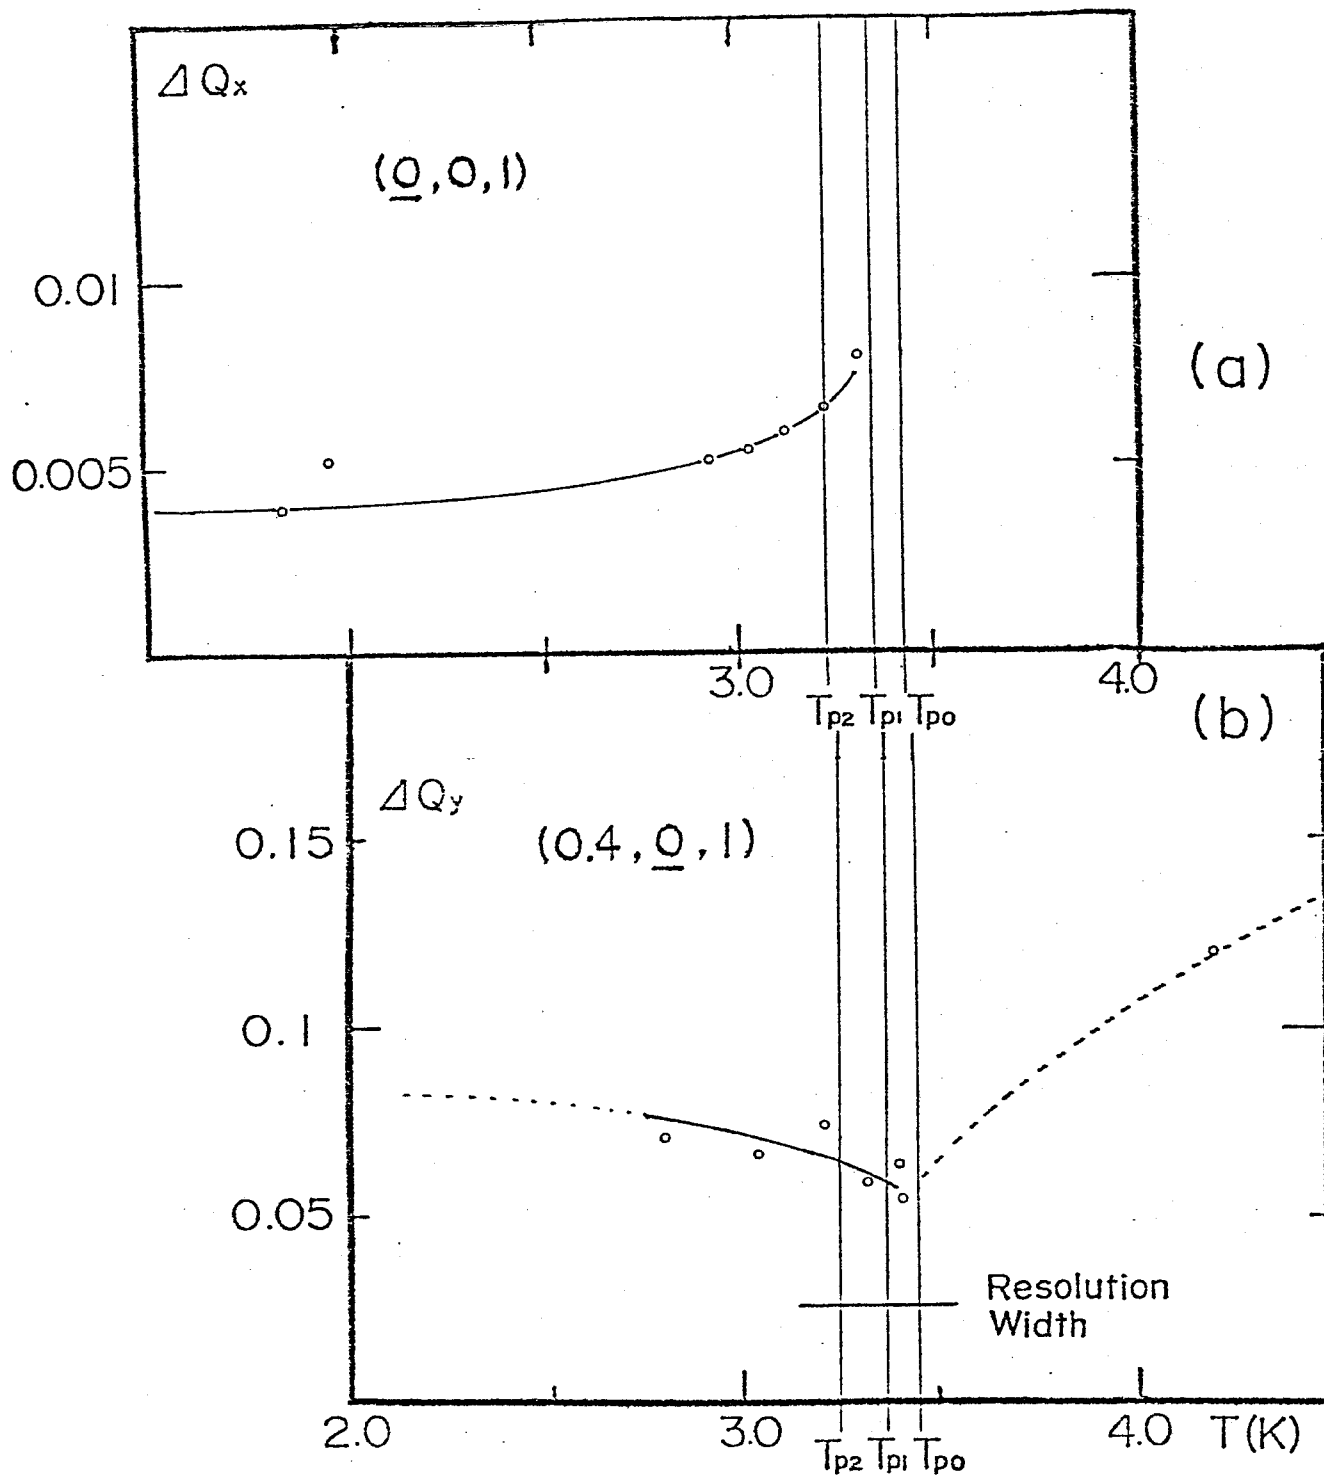 ΔQx
(0,0,1)
0.01
(a)
0.005
3.0
4.0
Tp2 Tp1 Tp0
(b)
ΔQy
0.15
(0.4,0,1)
0.1
0.05
Resolution
Width
2.0
3.0
4.0
T(K)
Tp2 Tp1 Tp0